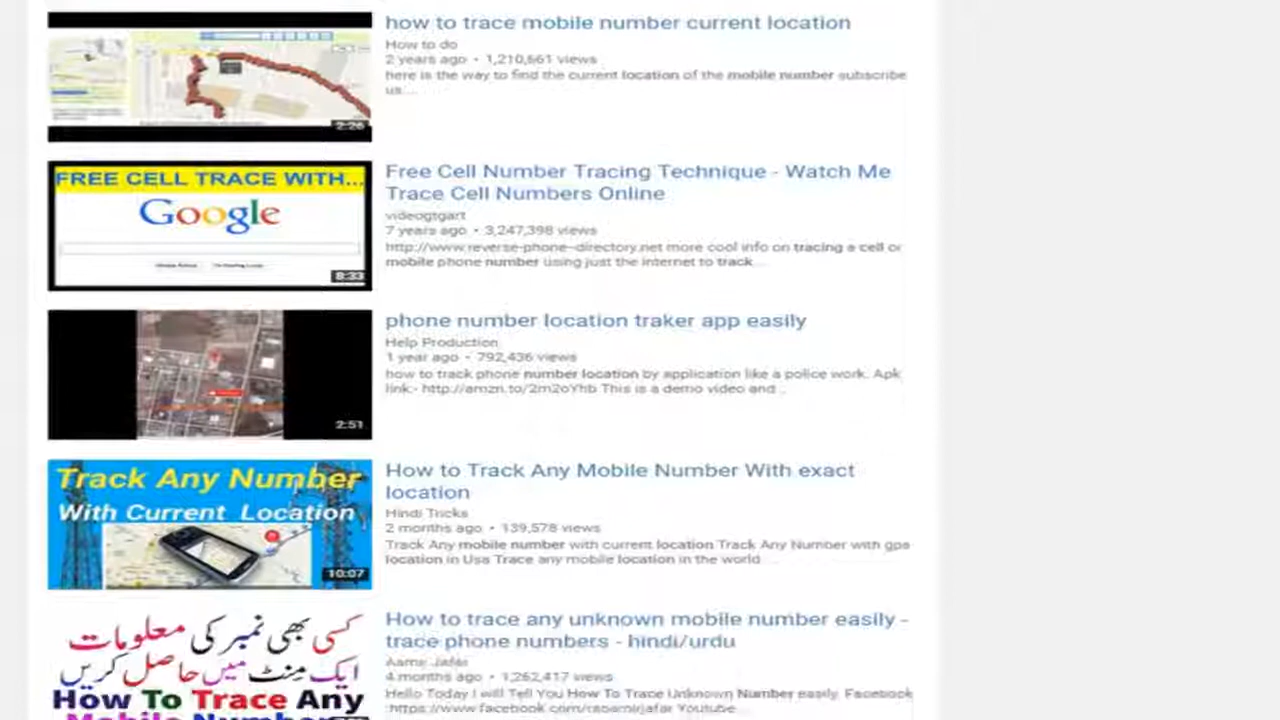 how to trace mobile number current location
How to do
2 years ago • 1,210,661 views
here is the way to find the current location of the mobile number subscribe
us...
2:26
FREE CELL TRACE WITH...
Google
8:33
Free Cell Number Tracing Technique - Watch Me
Trace Cell Numbers Online
videogtgart
7 years ago • 3,247,398 views
http://www.reverse-phone-directory.net more cool info on tracing a cell or
mobile phone number using just the internet to track...
2:51
phone number location traker app easily
Help Production
1 year ago • 792,436 views
how to track phone number location by application like a police work. Apk
link:- http://amzn.to/2m2oYhb This is a demo video and...
Track Any Number
With Current Location
10:07
How to Track Any Mobile Number With exact
location
Hindi Tricks
2 months ago • 139,578 views
Track Any mobile number with current location Track Any Number with gps
location in Usa Trace any mobile location in the world...
کسی بھی نمبر کی معلومات
ایک منٹ میں حاصل کریں
How To Trace Any
Mobile Number
How to trace any unknown mobile number easily -
trace phone numbers - hindi/urdu
Aamir Jafar
4 months ago • 1,262,417 views
Hello Today I will Tell You How To Trace Unknown Number easily. Facebook
https://www.facebook.com/raoamirjafar Youtube...